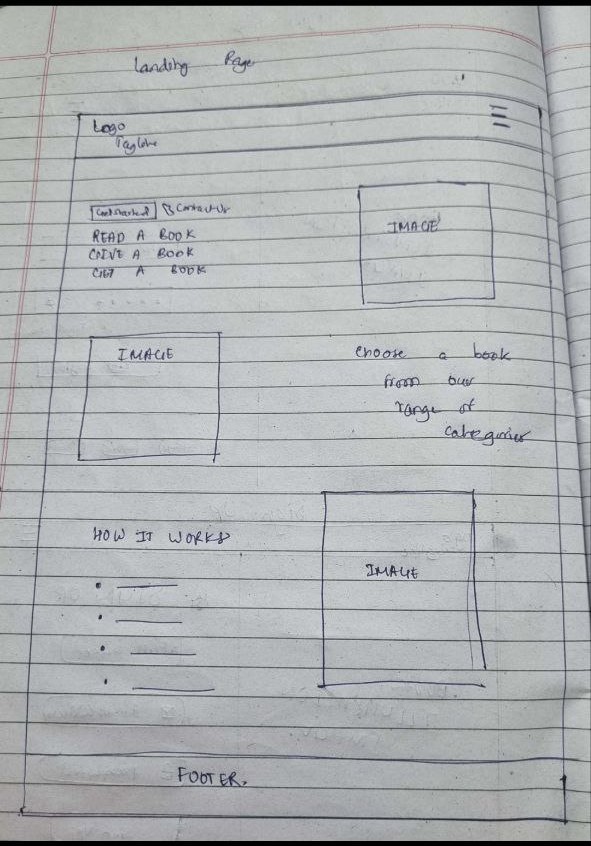 Landing Page
Logo
Tagline
Get started Contact Us
READ A BOOK
GIVE A BOOK
GET A BOOK
IMAGE
IMAGE
choose a book
from our
range of
categories
HOW IT WORKS
IMAGE
FOOTER.